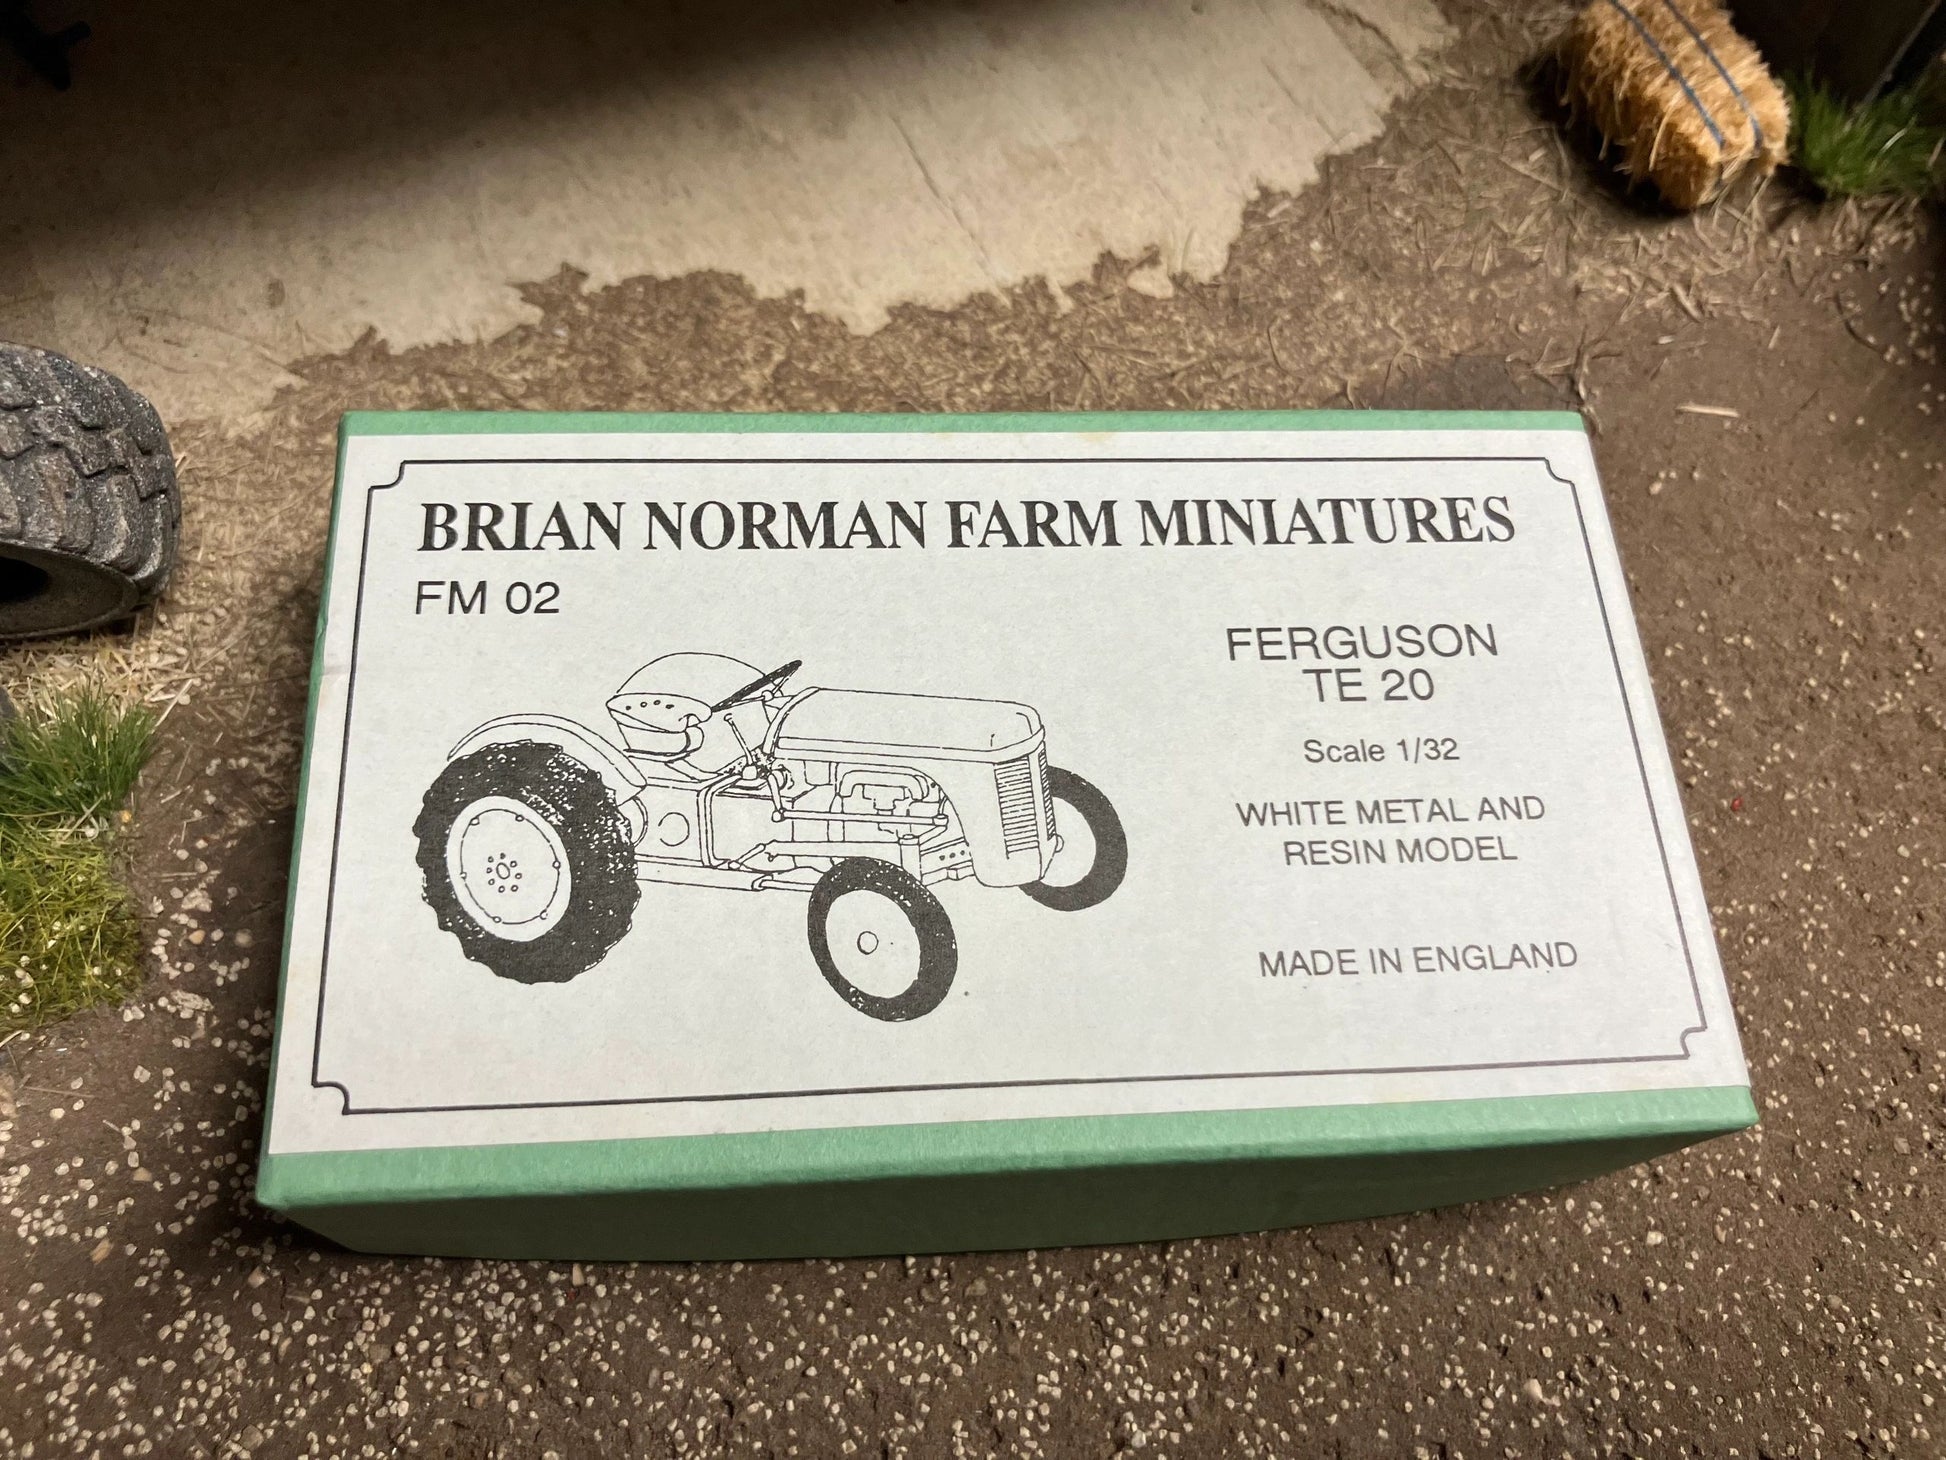 BRIAN NORMAN FARM MINIATURES
FM 02
FERGUSON
TE 20
Scale 1/32
WHITE METAL AND
RESIN MODEL
MADE IN ENGLAND